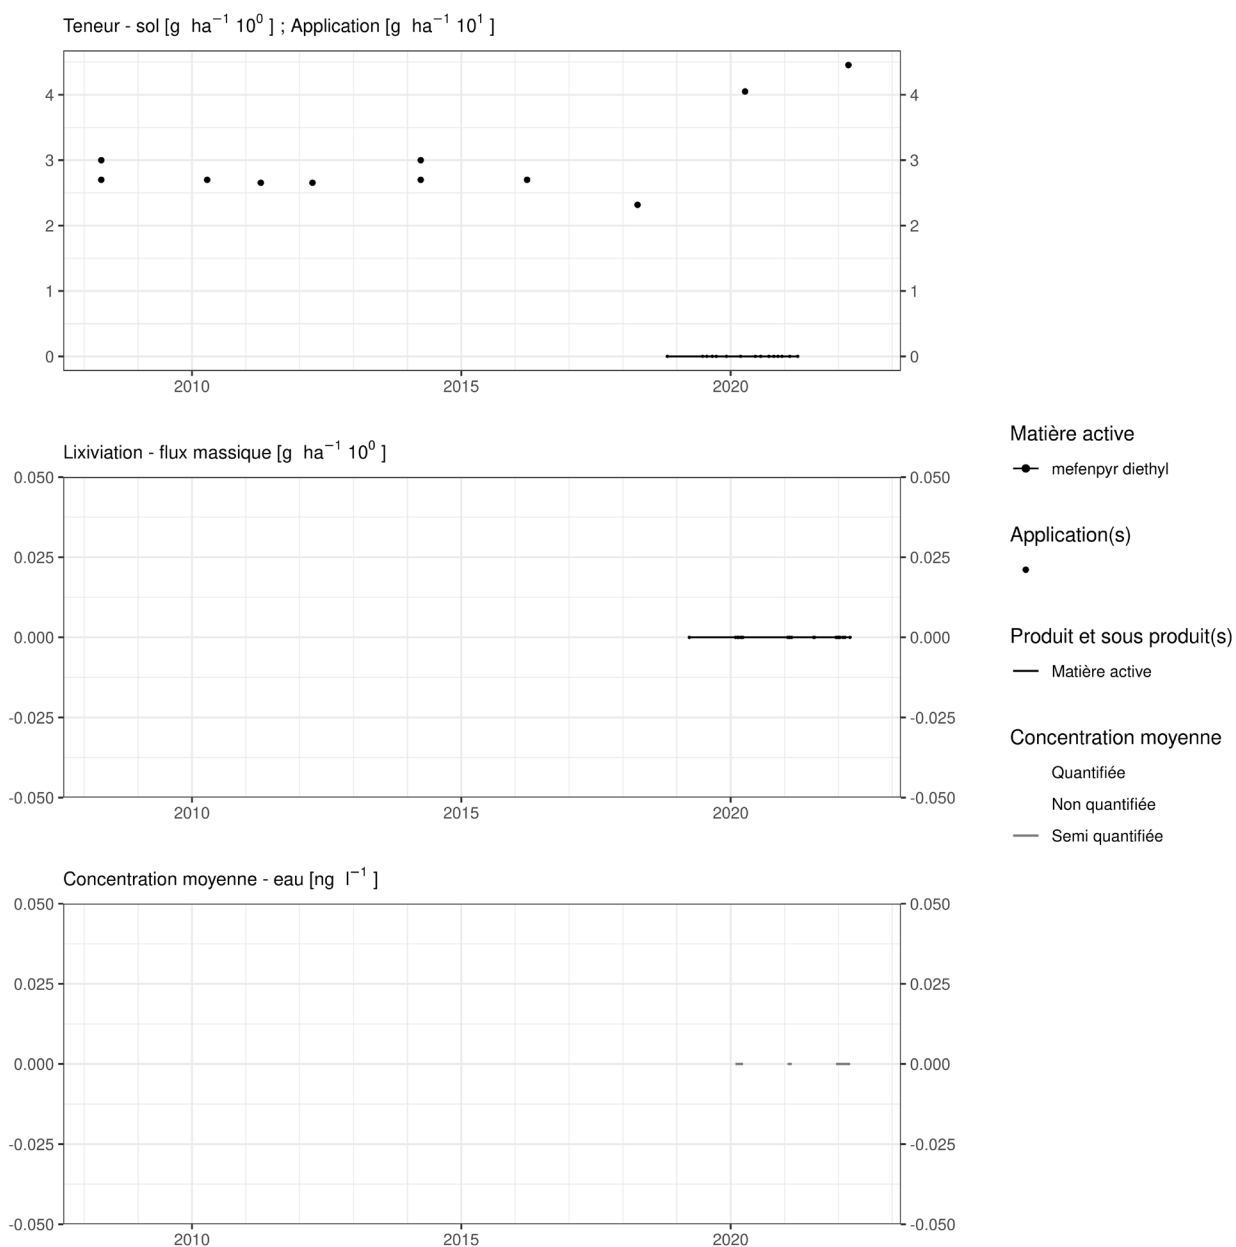 Teneur - sol [g ha⁻¹ 10⁰ ] ; Application [g ha⁻¹ 10¹ ]
4 4
3 3
2 2
1 1
0 0
2010 2015 2020
Lixiviation - flux massique [g ha⁻¹ 10⁰ ]
0.050 0.050
0.025 0.025
0.000 0.000
-0.025 -0.025
-0.050 -0.050
2010 2015 2020
Concentration moyenne - eau [ng l⁻¹ ]
0.050 0.050
0.025 0.025
0.000 0.000
-0.025 -0.025
-0.050 -0.050
2010 2015 2020
Matière active
mefenpyr diethyl
Application(s)
Produit et sous produit(s)
Matière active
Concentration moyenne
Quantifiée
Non quantifiée
Semi quantifiée